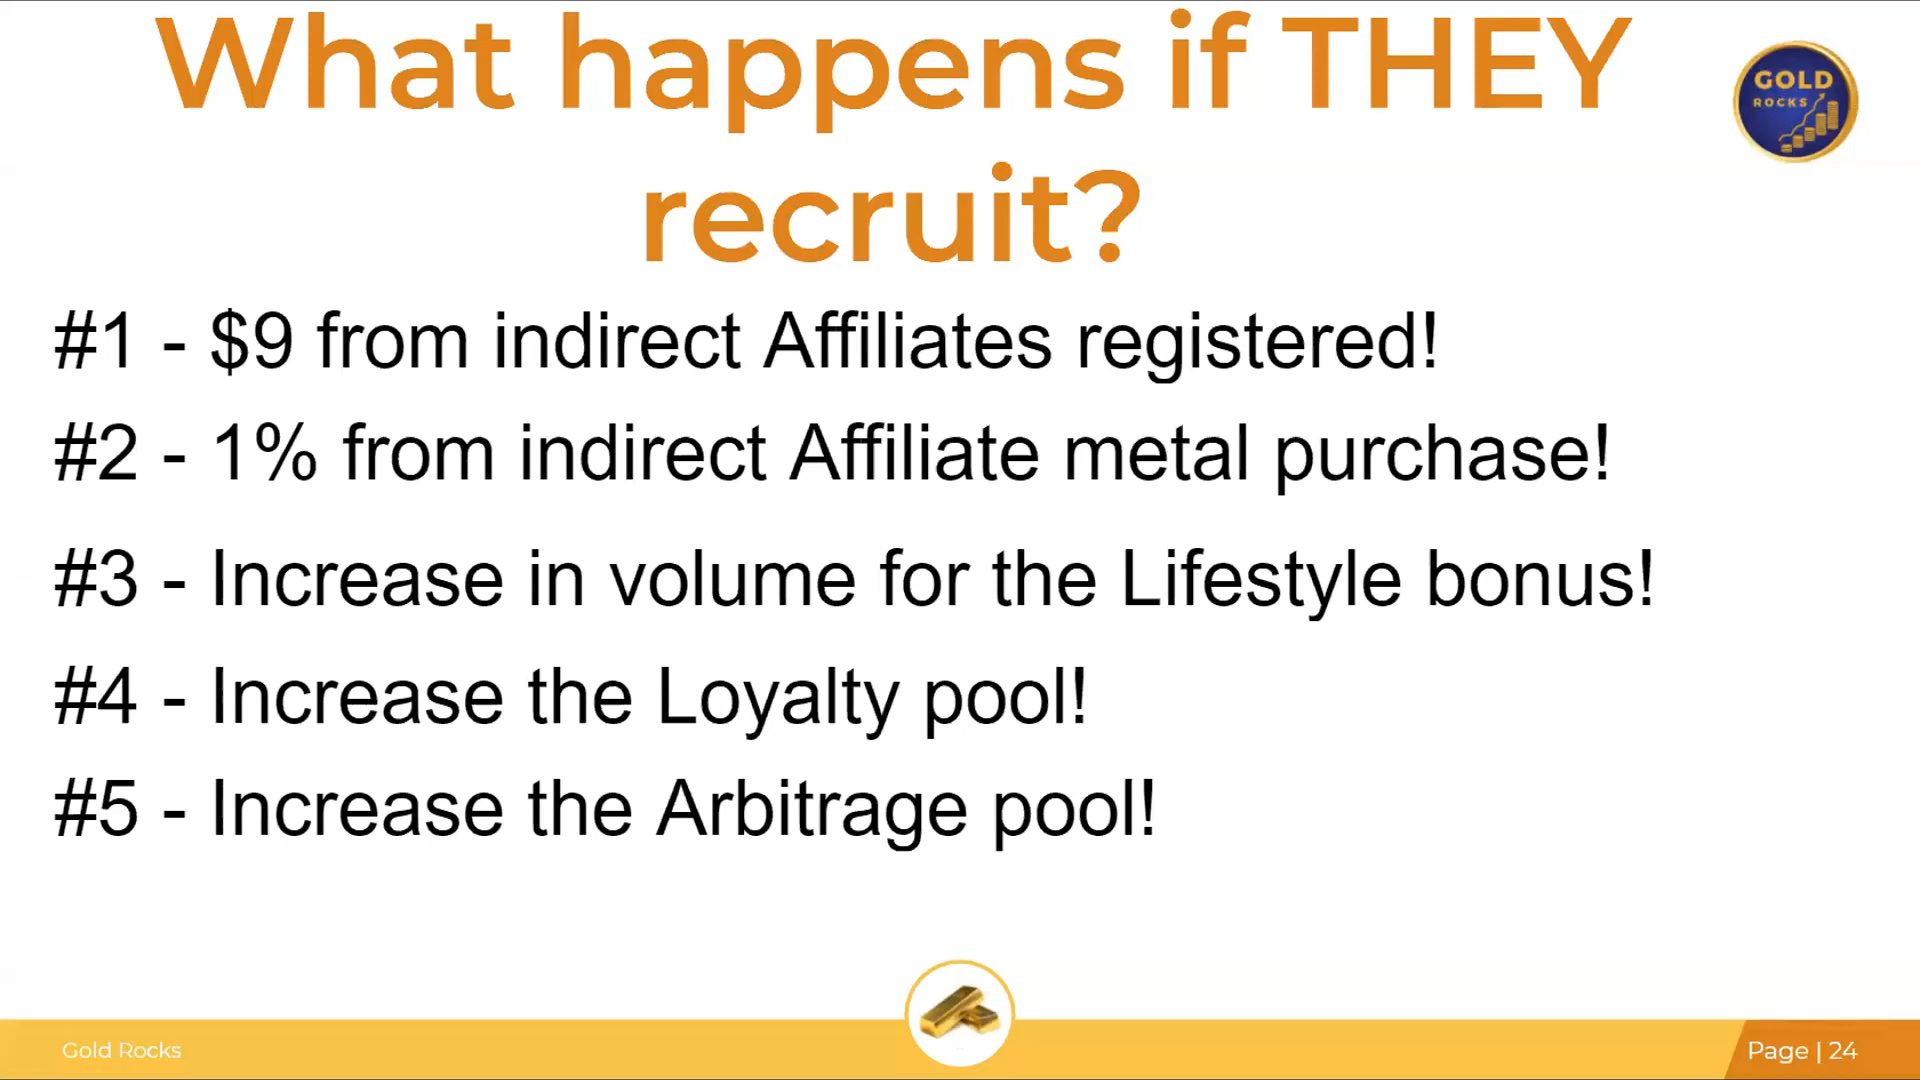 What happens if THEY
recruit?
GOLD
ROCKS
#1 - $9 from indirect Affiliates registered!
#2 - 1% from indirect Affiliate metal purchase!
#3 - Increase in volume for the Lifestyle bonus!
#4 - Increase the Loyalty pool!
#5 - Increase the Arbitrage pool!
Gold Rocks
Page | 24